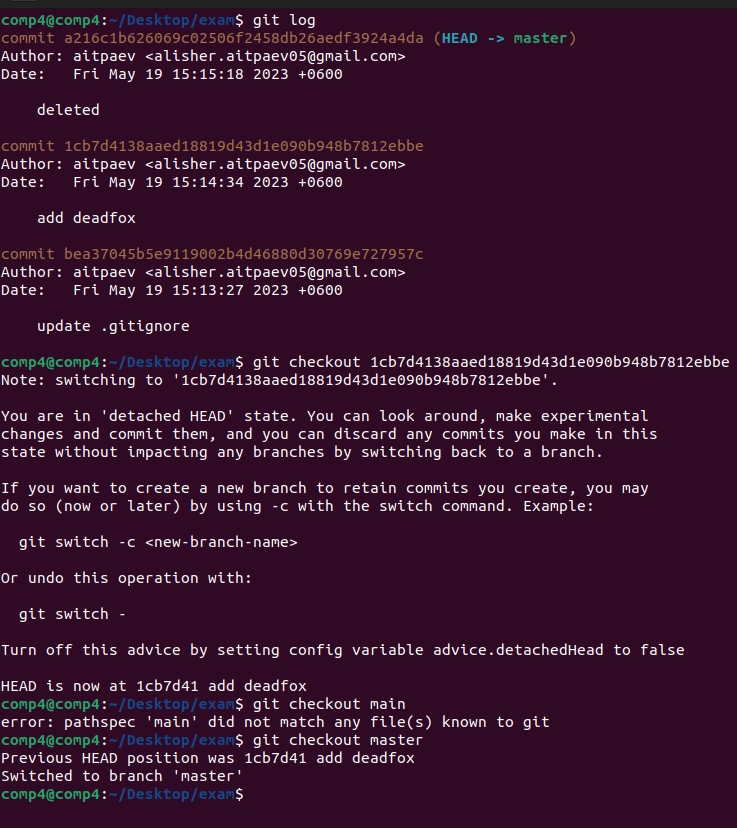 comp4@comp4:~/Desktop/exam$ git log
commit a216c1b626069c02506f2458db26aedf3924a4da (HEAD -> master)
Author: aitpaev <alisher.aitpaev05@gmail.com>
Date:   Fri May 19 15:15:18 2023 +0600
    deleted
commit 1cb7d4138aaed18819d43d1e090b948b7812ebbe
Author: aitpaev <alisher.aitpaev05@gmail.com>
Date:   Fri May 19 15:14:34 2023 +0600
    add deadfox
commit bea37045b5e9119002b4d46880d30769e727957c
Author: aitpaev <alisher.aitpaev05@gmail.com>
Date:   Fri May 19 15:13:27 2023 +0600
    update .gitignore
comp4@comp4:~/Desktop/exam$ git checkout 1cb7d4138aaed18819d43d1e090b948b7812ebbe
Note: switching to '1cb7d4138aaed18819d43d1e090b948b7812ebbe'.
You are in 'detached HEAD' state. You can look around, make experimental
changes and commit them, and you can discard any commits you make in this
state without impacting any branches by switching back to a branch.
If you want to create a new branch to retain commits you create, you may
do so (now or later) by using -c with the switch command. Example:
  git switch -c <new-branch-name>
Or undo this operation with:
  git switch -
Turn off this advice by setting config variable advice.detachedHead to false
HEAD is now at 1cb7d41 add deadfox
comp4@comp4:~/Desktop/exam$ git checkout main
error: pathspec 'main' did not match any file(s) known to git
comp4@comp4:~/Desktop/exam$ git checkout master
Previous HEAD position was 1cb7d41 add deadfox
Switched to branch 'master'
comp4@comp4:~/Desktop/exam$